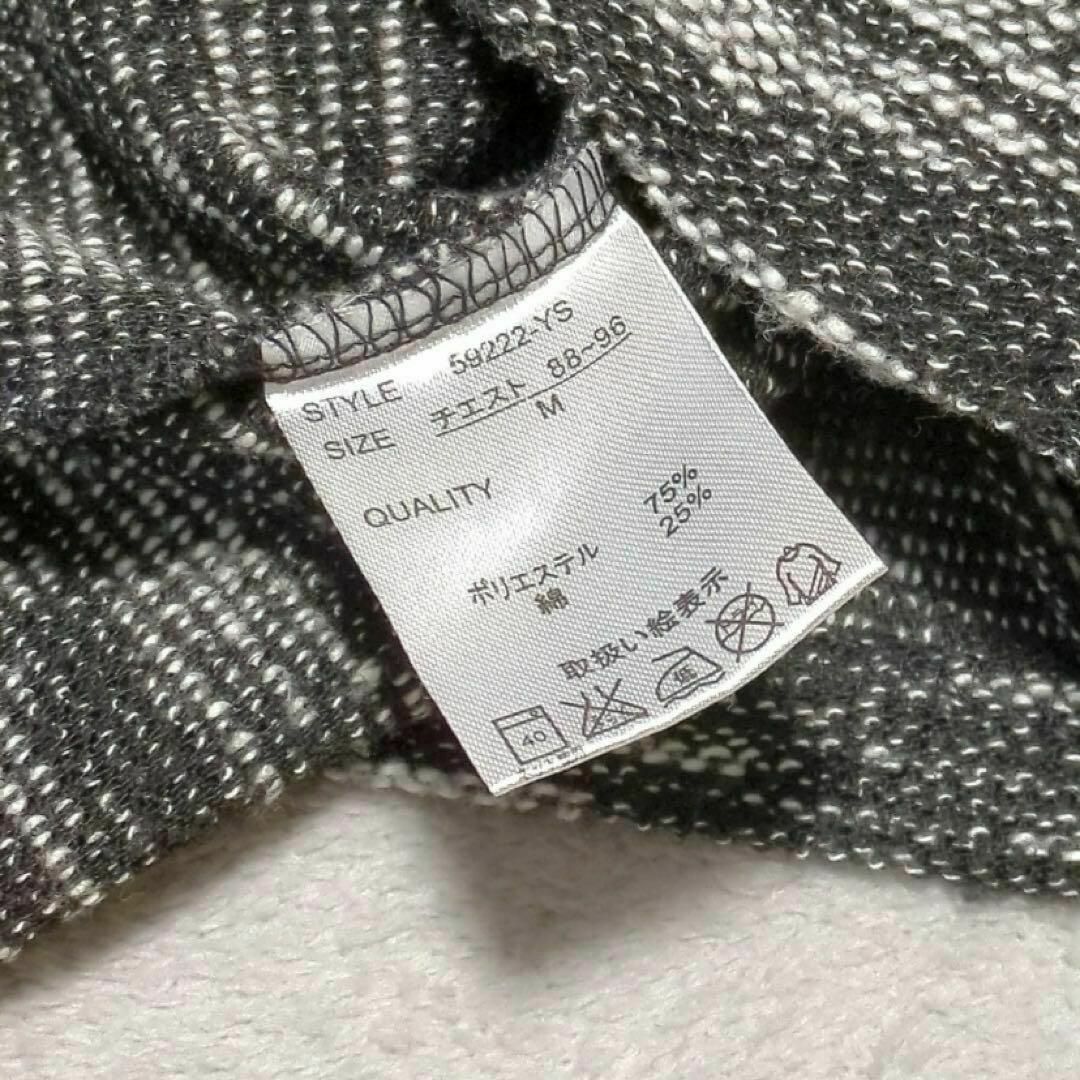 STYLE 59222-YS
SIZE チェスト 88~96
M
QUALITY
ポリエステル 75%
綿 25%
取扱い絵表示
40
低